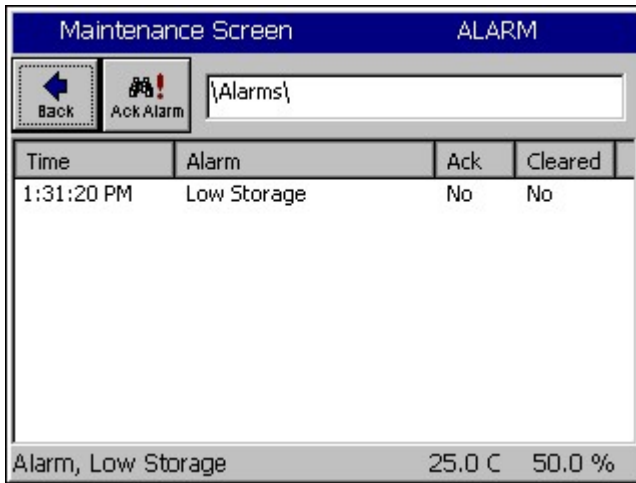 Maintenance Screen ALARM
Back Ack Alarm \Alarms\
Time Alarm Ack Cleared
1:31:20 PM Low Storage No No
Alarm, Low Storage 25.0 C 50.0 %